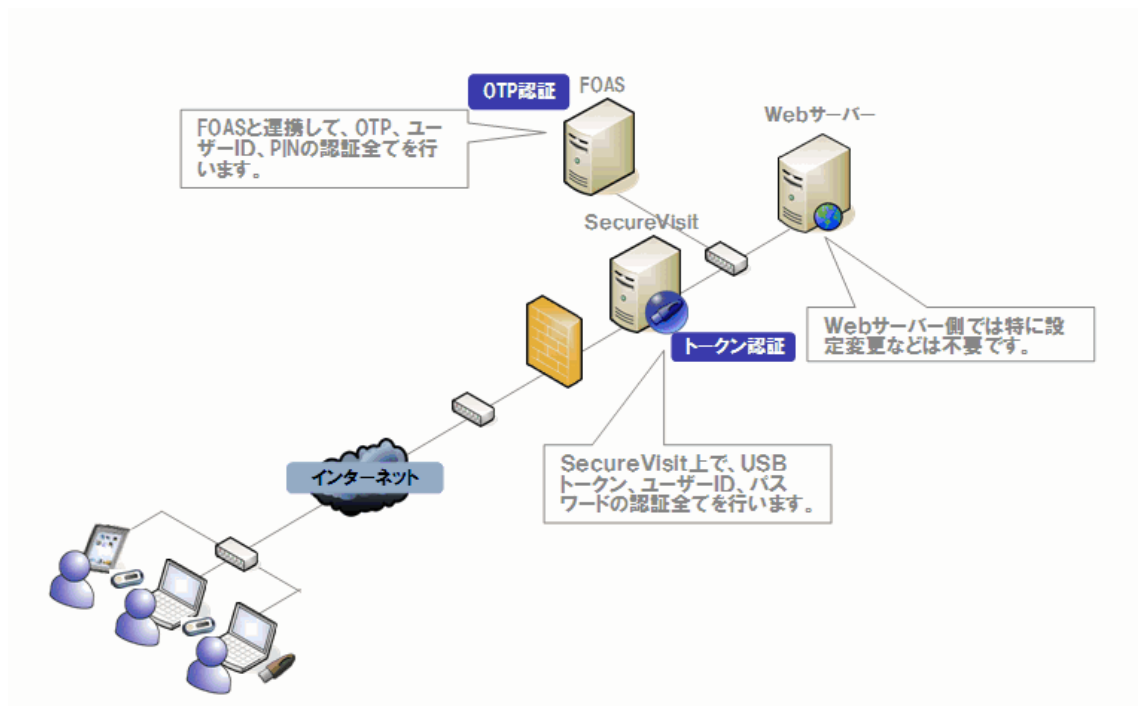 OTP認証
FOAS
FOASと連携して、OTP、ユー
ザーID、PINの認証全てを行
います。
Webサーバー
SecureVisit
トークン認証
Webサーバー側では特に設
定変更などは不要です。
SecureVisit上で、USB
トークン、ユーザーID、パス
ワードの認証全てを行います。
インターネット